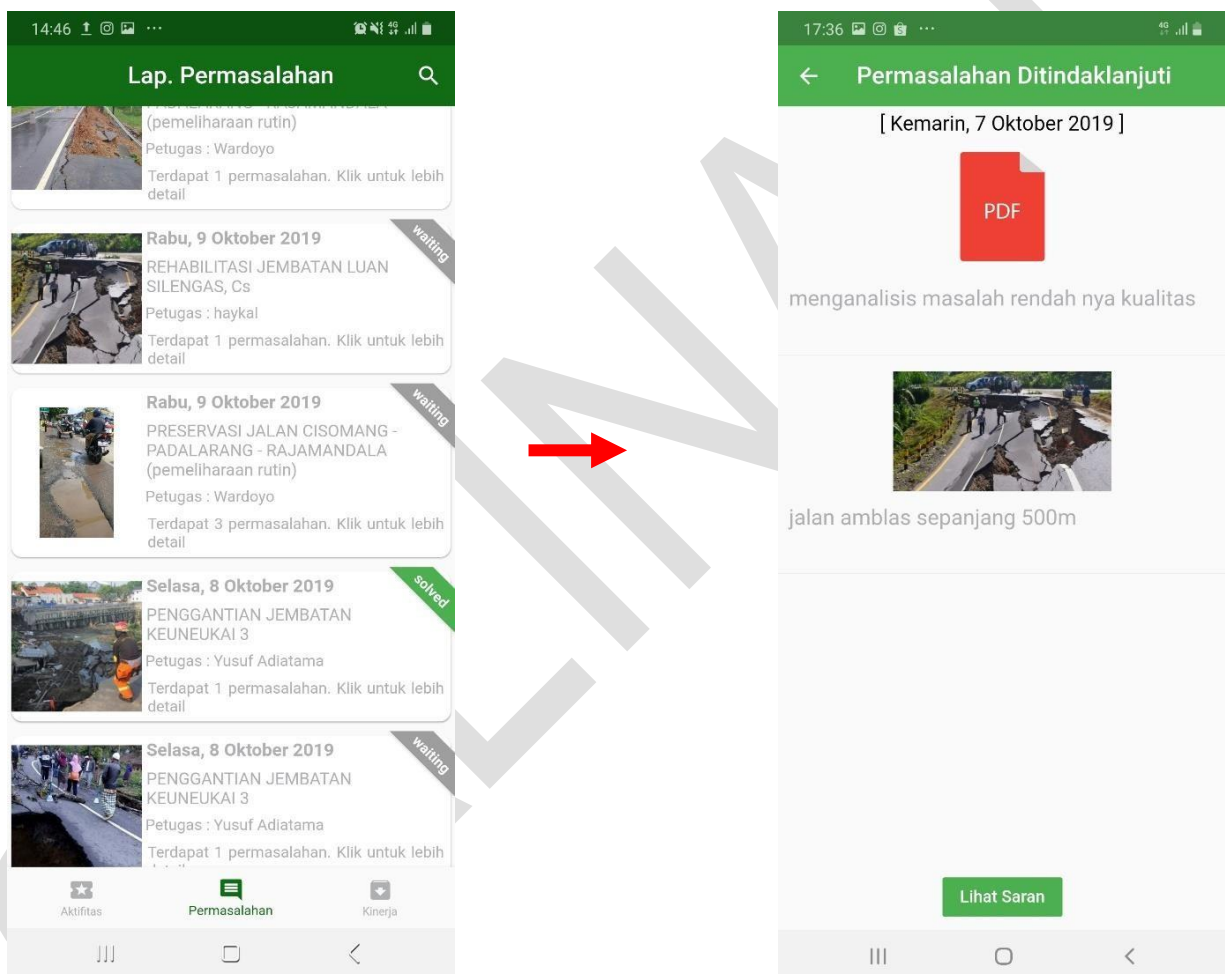 14:46
4G
Lap. Permasalahan
(pemeliharaan rutin)
Petugas : Wardoyo
Terdapat 1 permasalahan. Klik untuk lebih
detail
Rabu, 9 Oktober 2019
waiting
REHABILITASI JEMBATAN LUAN
SILENGAS, Cs
Petugas : haykal
Terdapat 1 permasalahan. Klik untuk lebih
detail
Rabu, 9 Oktober 2019
waiting
PRESERVASI JALAN CISOMANG -
PADALARANG - RAJAMANDALA
(pemeliharaan rutin)
Petugas : Wardoyo
Terdapat 3 permasalahan. Klik untuk lebih
detail
Selasa, 8 Oktober 2019
solved
PENGGANTIAN JEMBATAN
KEUNEUKAI 3
Petugas : Yusuf Adiatama
Terdapat 1 permasalahan. Klik untuk lebih
detail
Selasa, 8 Oktober 2019
waiting
PENGGANTIAN JEMBATAN
KEUNEUKAI 3
Petugas : Yusuf Adiatama
Terdapat 1 permasalahan. Klik untuk lebih
Aktifitas
Permasalahan
Kinerja
17:36
4G
Permasalahan Ditindaklanjuti
[ Kemarin, 7 Oktober 2019 ]
PDF
menganalisis masalah rendah nya kualitas
jalan amblas sepanjang 500m
Lihat Saran